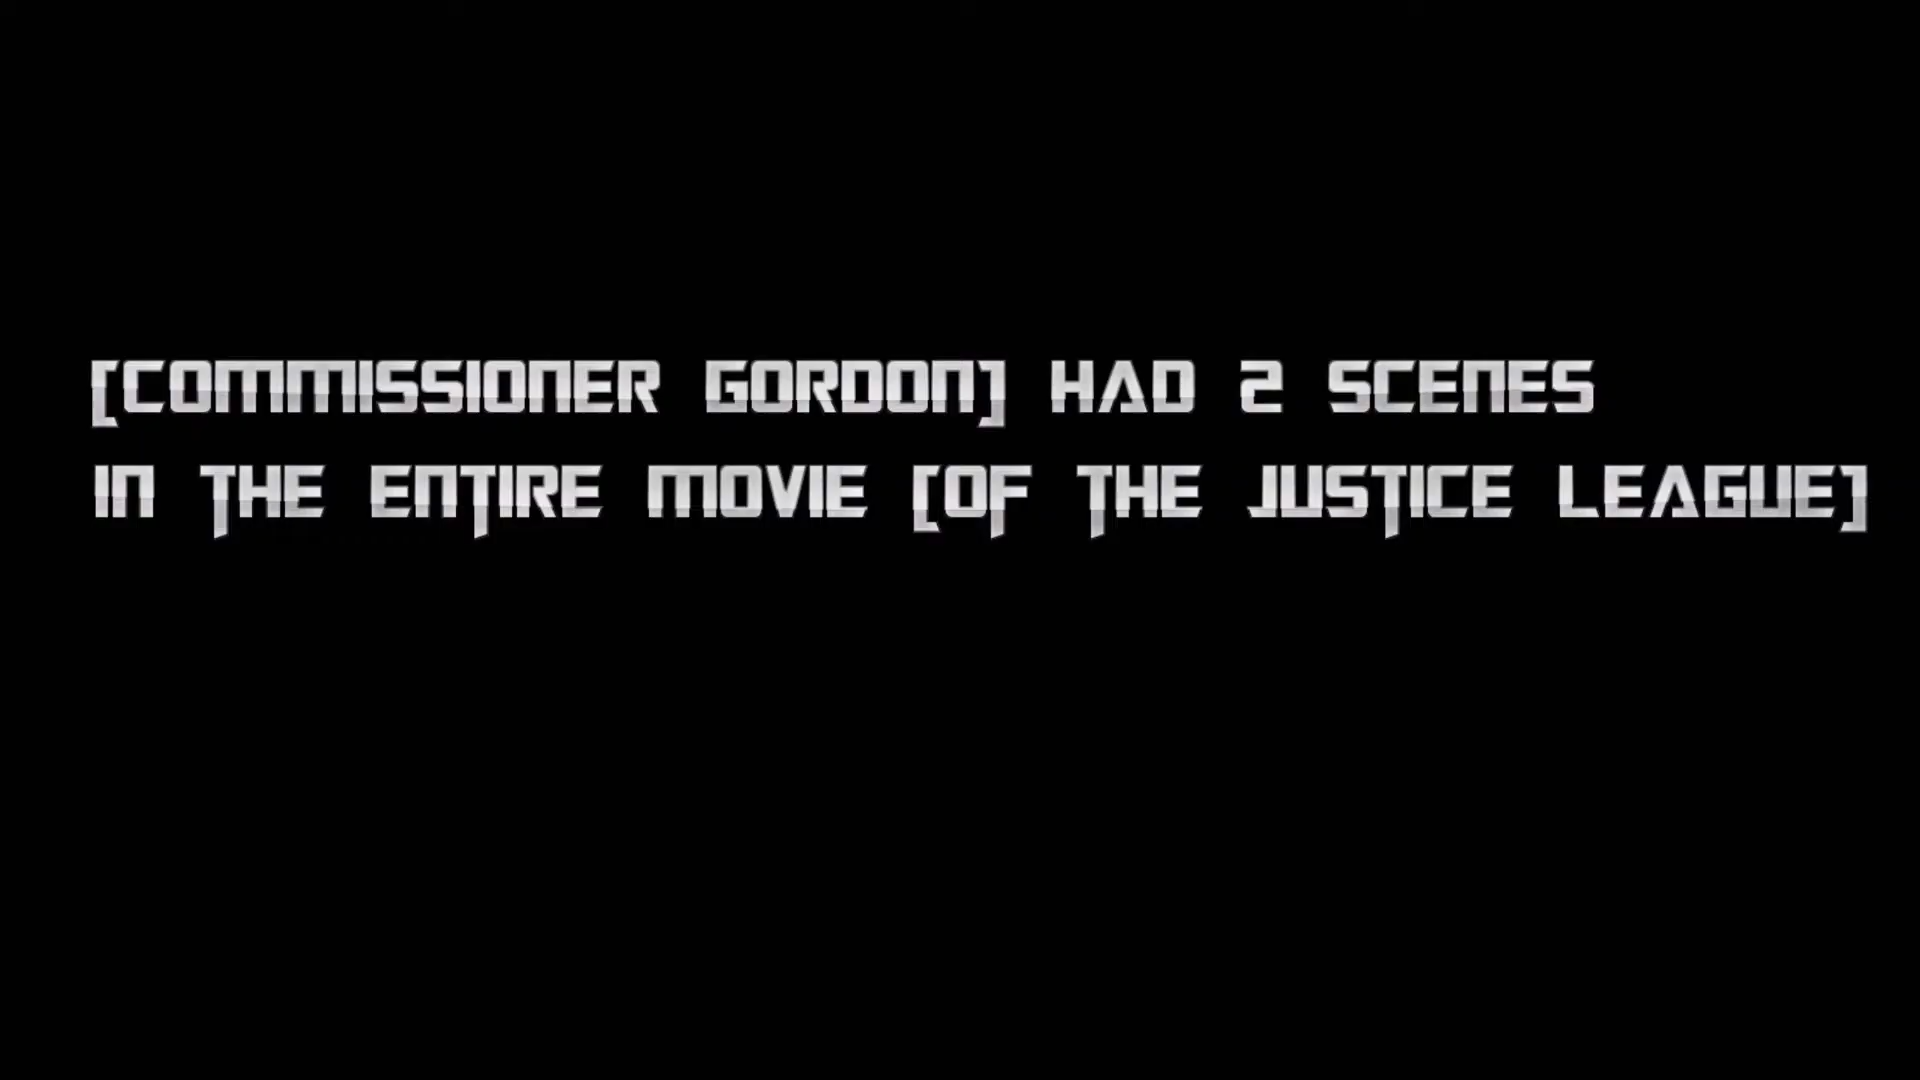 [COMMISSIONER GORDON] HAD 2 SCENES
IN THE ENTIRE MOVIE [OF THE JUSTICE LEAGUE]